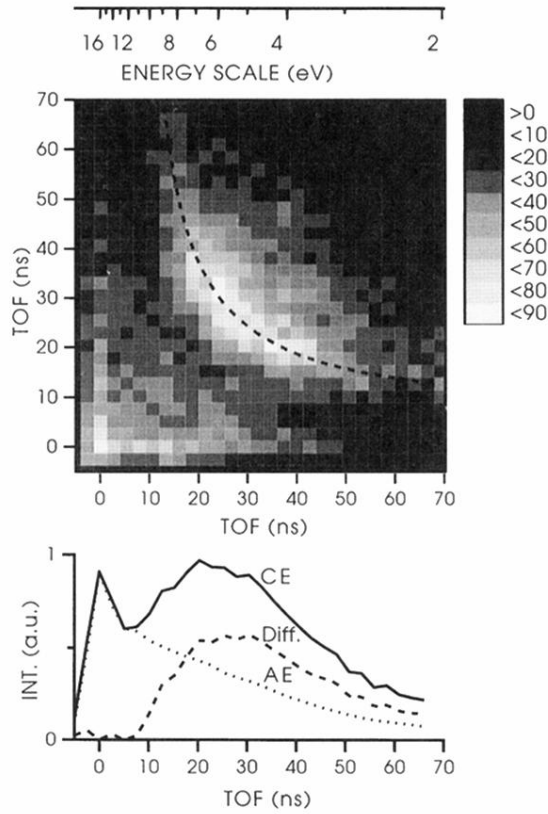 16 12 8 6 4 2
ENERGY SCALE (eV)
70
60
50
40
30
20
10
0
TOF (ns)
>0
<10
<20
<30
<40
<50
<60
<70
<80
<90
0 10 20 30 40 50 60 70
TOF (ns)
1
0
INT. (a.u.)
CE
Diff.
AE
0 10 20 30 40 50 60 70
TOF (ns)